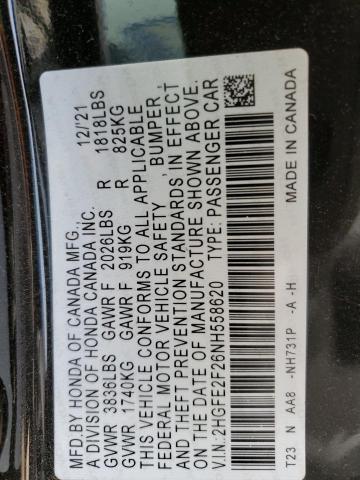 MFD. BY HONDA OF CANADA MFG., 12/'21
A DIVISION OF HONDA CANADA INC.
GVWR 3836LBS GAWR F 2026LBS R 1818LBS
GVWR 1740KG GAWR F 919KG R 825KG
THIS VEHICLE CONFORMS TO ALL APPLICABLE
FEDERAL MOTOR VEHICLE SAFETY , BUMPER ,
AND THEFT PREVENTION STANDARDS IN EFFECT
ON THE DATE OF MANUFACTURE SHOWN ABOVE.
V.I.N: 2HGFE2F26NH558620 TYPE: PASSENGER CAR
T23 N AA8 -NH731P -A -H MADE IN CANADA